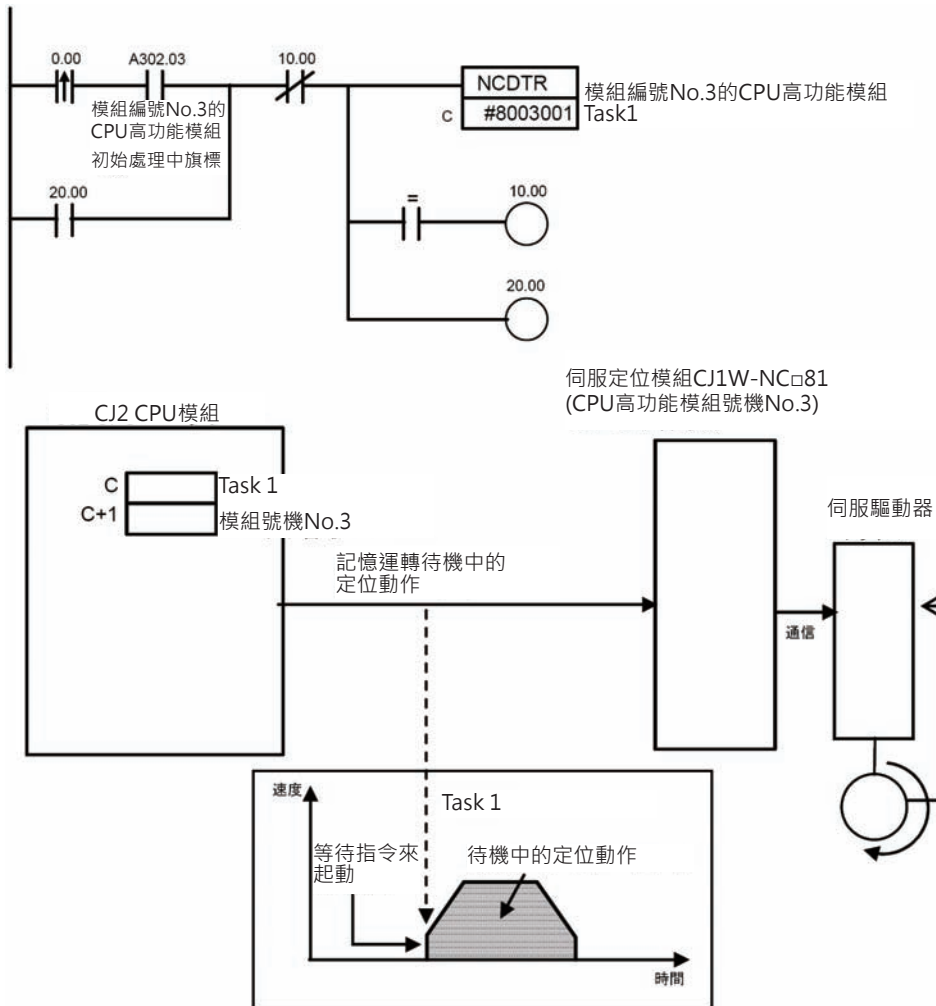 0.00
A302.03
10.00
模組編號No.3的
CPU高功能模組
初始處理中旗標
NCDTR
C
#8003001
模組編號No.3的CPU高功能模組
Task1
20.00
=
10.00
20.00
伺服定位模組CJ1W-NC□81
(CPU高功能模組號機No.3)
CJ2 CPU模組
C
Task 1
C+1
模組號機No.3
伺服驅動器
記憶運轉待機中的
定位動作
通信
速度
Task 1
等待指令來
起動
待機中的定位動作
時間